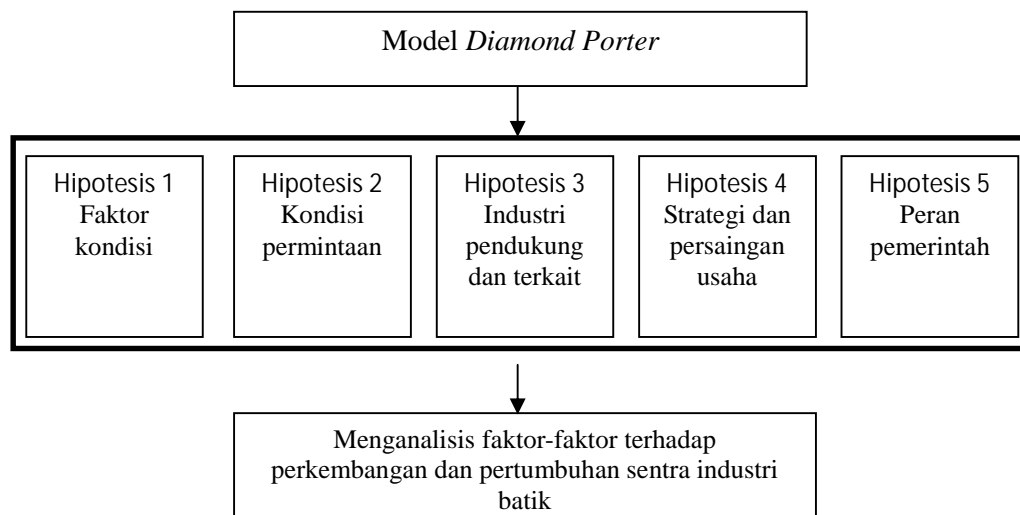 Model Diamond Porter
Hipotesis 1
Faktor
kondisi
Hipotesis 2
Kondisi
permintaan
Hipotesis 3
Industri
pendukung
dan terkait
Hipotesis 4
Strategi dan
persaingan
usaha
Hipotesis 5
Peran
pemerintah
Menganalisis faktor-faktor terhadap
perkembangan dan pertumbuhan sentra industri
batik